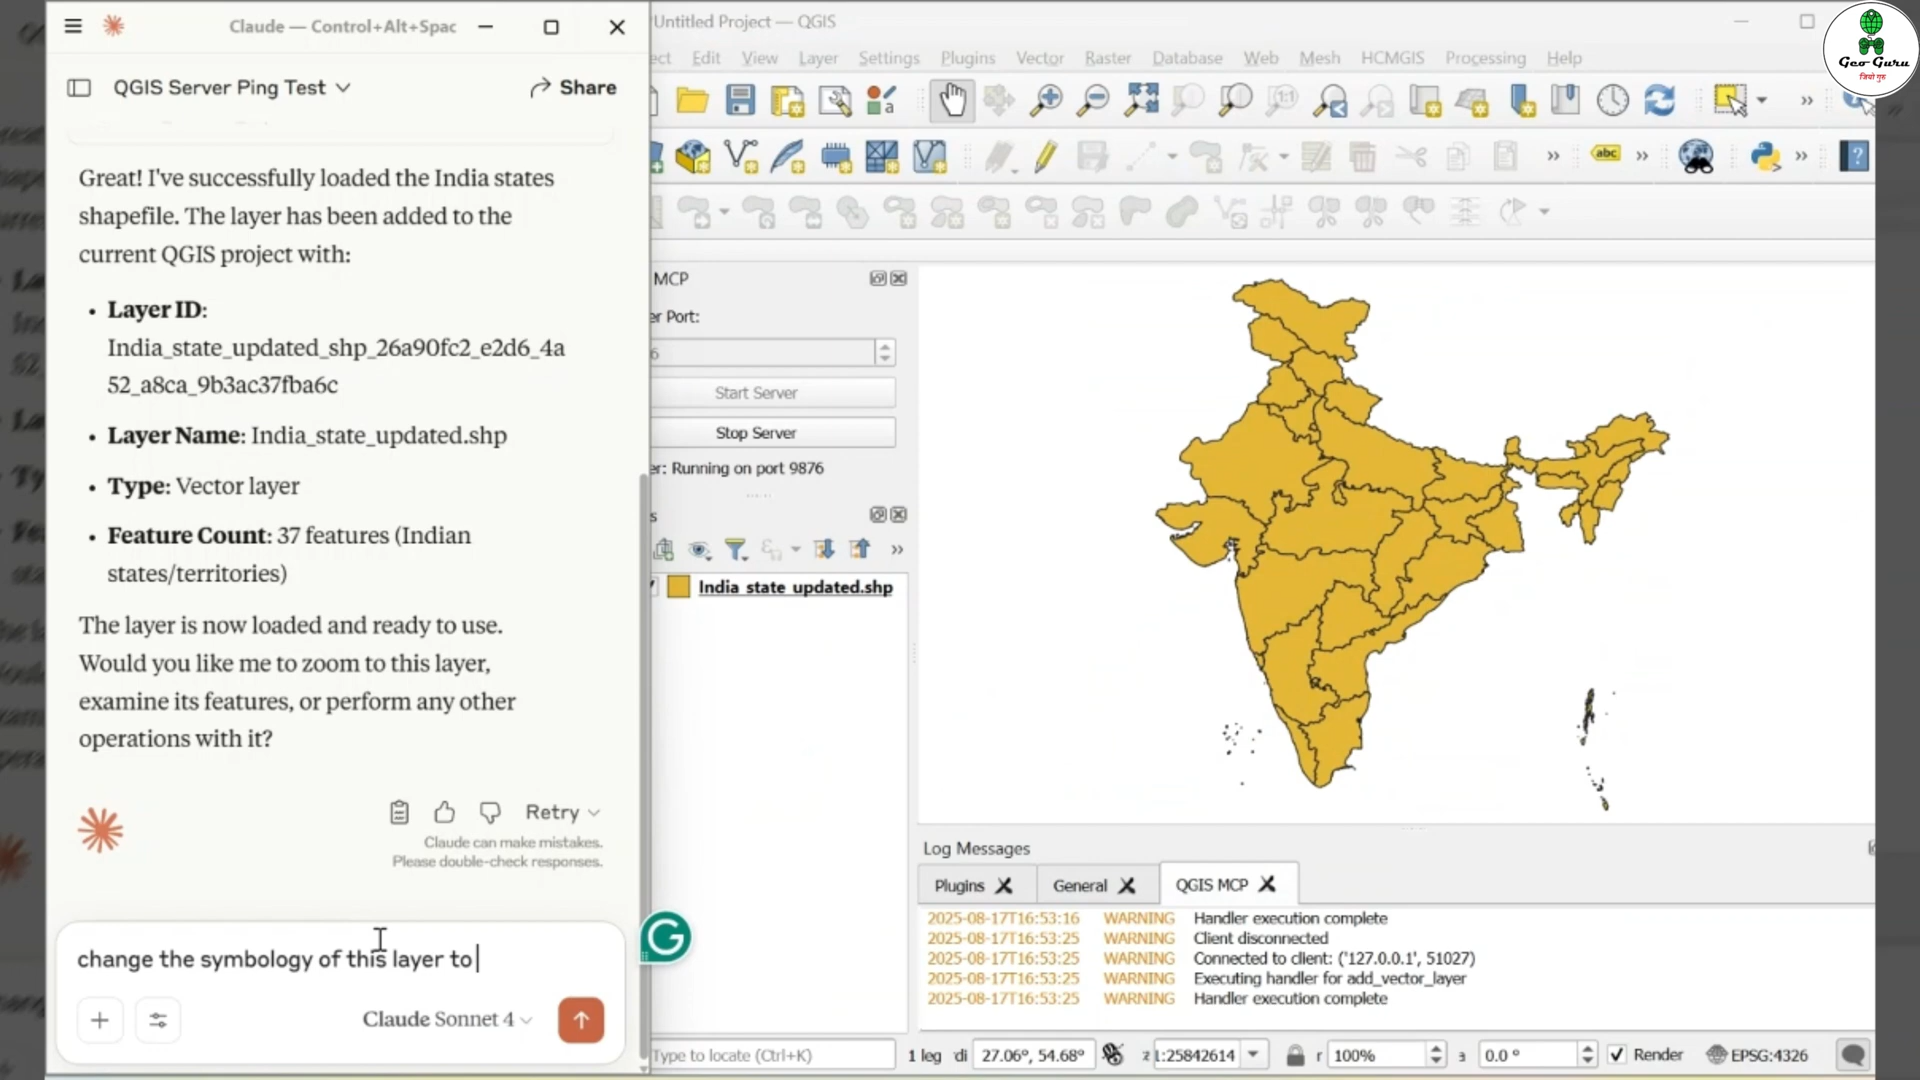 Claude — Control+Alt+Spac
QGIS Server Ping Test
Share
Great! I've successfully loaded the India states
shapefile. The layer has been added to the
current QGIS project with:
• Layer ID:
India_state_updated_shp_26a90fc2_e2d6_4a
52_a8ca_9b3ac37fba6c
• Layer Name: India_state_updated.shp
• Type: Vector layer
• Feature Count: 37 features (Indian
states/territories)
The layer is now loaded and ready to use.
Would you like me to zoom to this layer,
examine its features, or perform any other
operations with it?
Retry
Claude can make mistakes.
Please double-check responses.
change the symbology of this layer to
Claude Sonnet 4
Untitled Project — QGIS
ect Edit View Layer Settings Plugins Vector Raster Database Web Mesh HCMGIS Processing Help
1:1
abc
MCP
er Port:
6
Start Server
Stop Server
er: Running on port 9876
s
India_state_updated.shp
Log Messages
Plugins
General
QGIS MCP
2025-08-17T16:53:16 WARNING Handler execution complete
2025-08-17T16:53:25 WARNING Client disconnected
2025-08-17T16:53:25 WARNING Connected to client: ('127.0.0.1', 51027)
2025-08-17T16:53:25 WARNING Executing handler for add_vector_layer
2025-08-17T16:53:25 WARNING Handler execution complete
Type to locate (Ctrl+K)
1 leg di 27.06°, 54.68° 1:25842614 r 100% a 0.0 ° Render EPSG:4326
Geo Guru
जियो गुरु